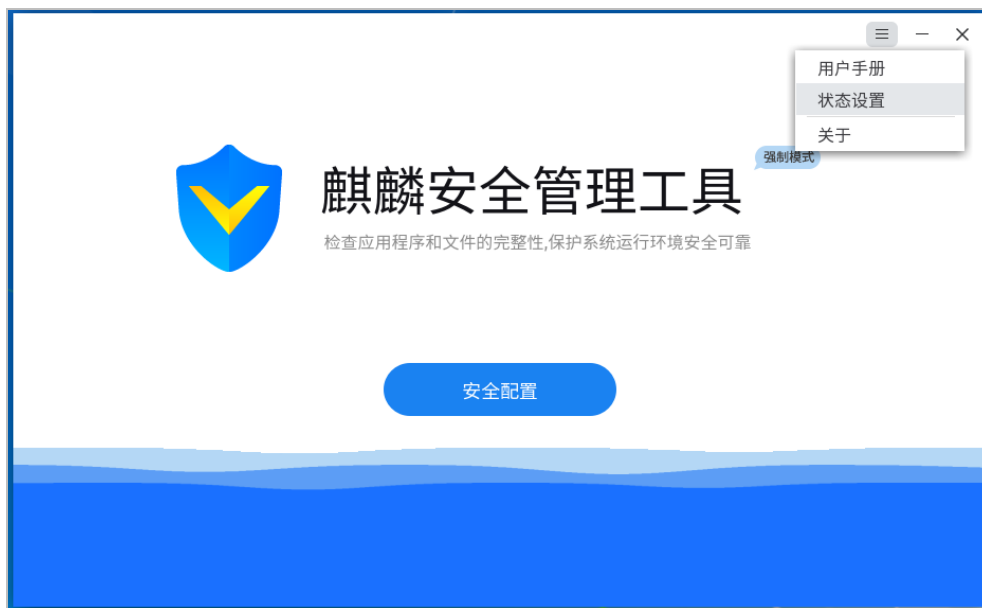 用户手册
状态设置
关于
强制模式
麒麟安全管理工具
检查应用程序和文件的完整性,保护系统运行环境安全可靠
安全配置